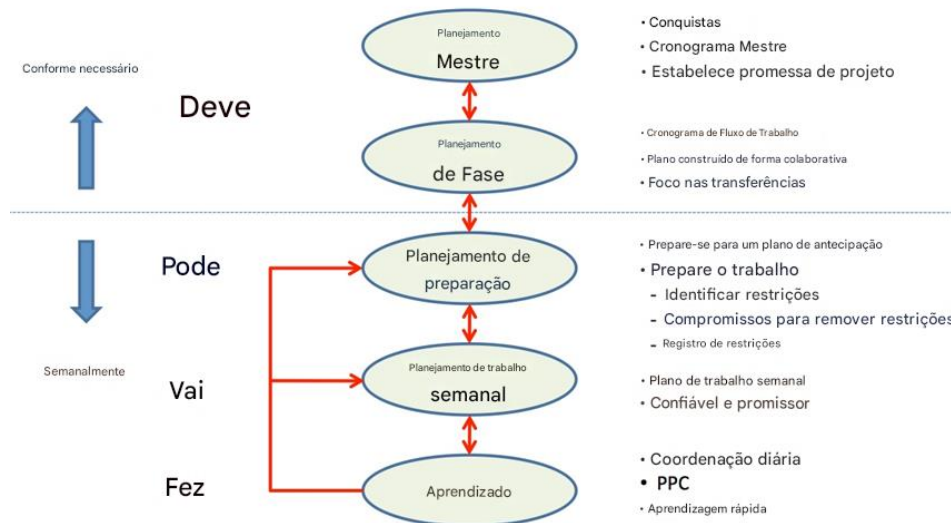 Conforme necessário
Deve
Planejamento
Mestre
• Conquistas
• Cronograma Mestre
• Estabelece promessa de projeto
Planejamento
de Fase
• Cronograma de Fluxo de Trabalho
• Plano construído de forma colaborativa
• Foco nas transferências
Pode
Planejamento de
preparação
• Prepare-se para um plano de antecipação
• Prepare o trabalho
- Identificar restrições
- Compromissos para remover restrições
- Registro de restrições
Semanalmente
Vai
Planejamento de trabalho
semanal
• Plano de trabalho semanal
• Confiável e promissor
Fez
Aprendizado
• Coordenação diária
• PPC
• Aprendizagem rápida